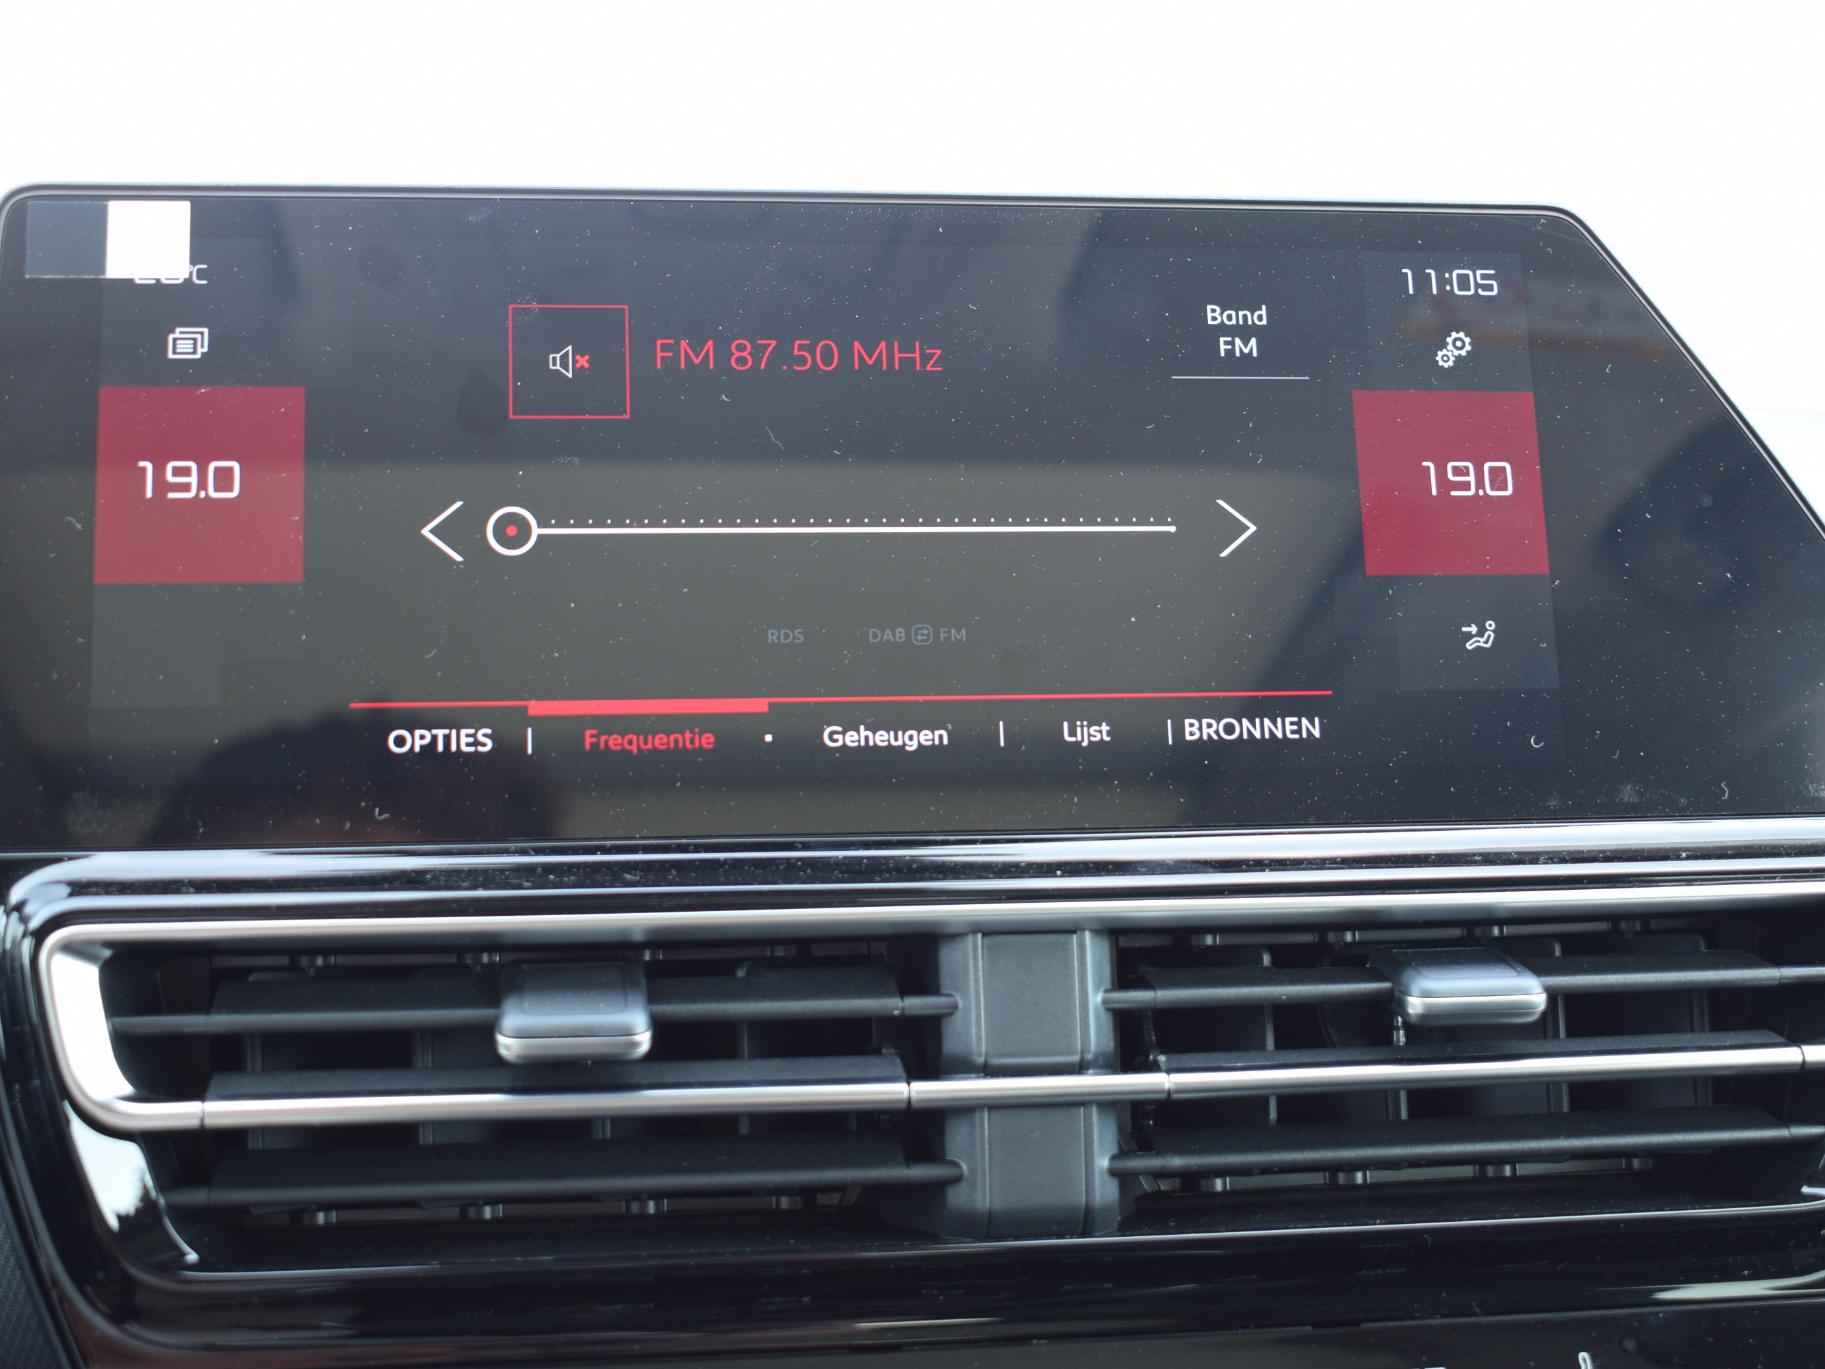 °C
11:05
Band
FM
FM 87.50 MHz
19.0
19.0
RDS
DAB FM
OPTIES | Frequentie · Geheugen | Lijst | BRONNEN